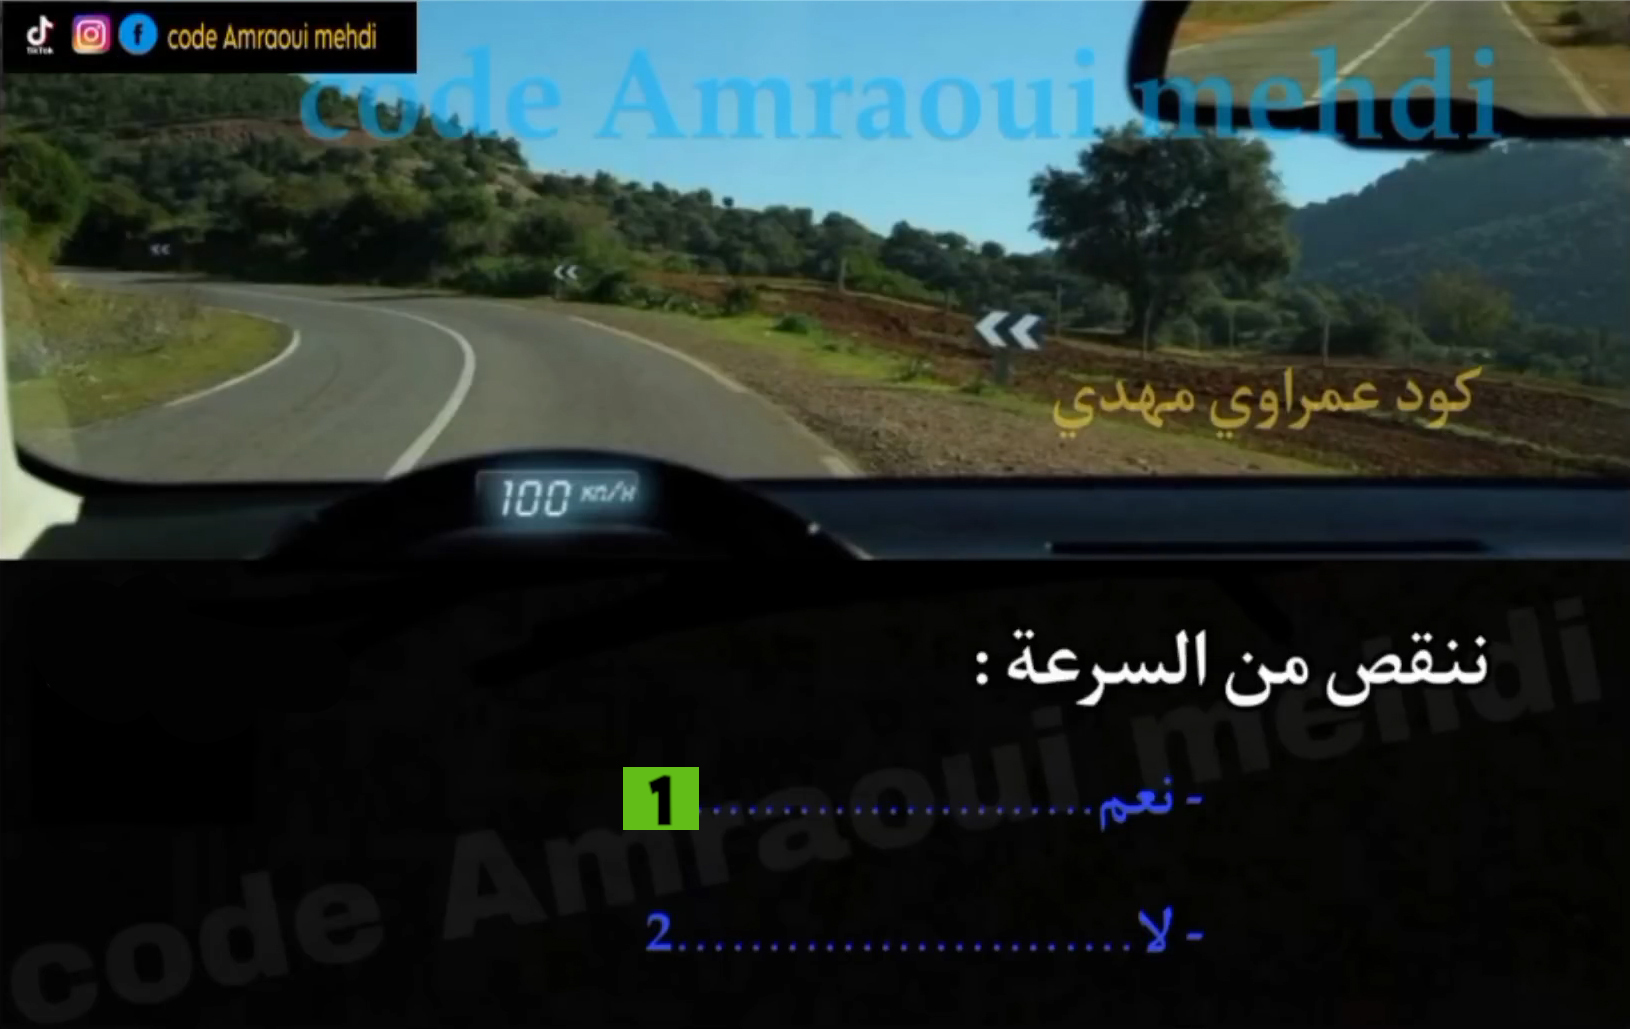 TikTok
code Amraoui mehdi
code Amraoui mehdi
كود عمراوي مهدي
100 KM/H
ننقص من السرعة :
- نعم.......................1
- لا..........................2
code Amraoui mehdi